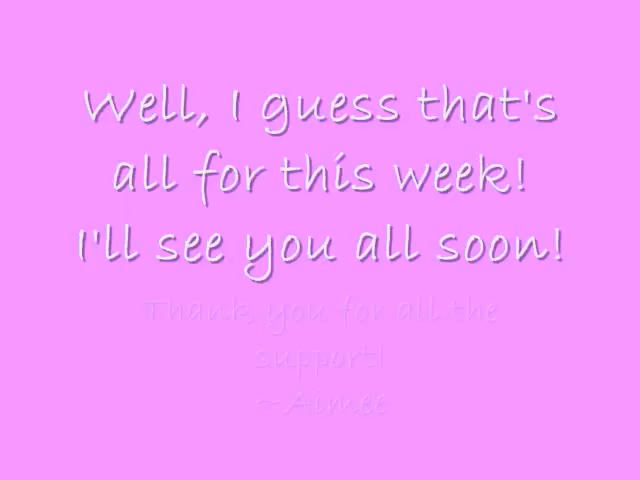 Well, I guess that's
all for this week!
I'll see you all soon!
Thank you for all the
support!
~Aimee